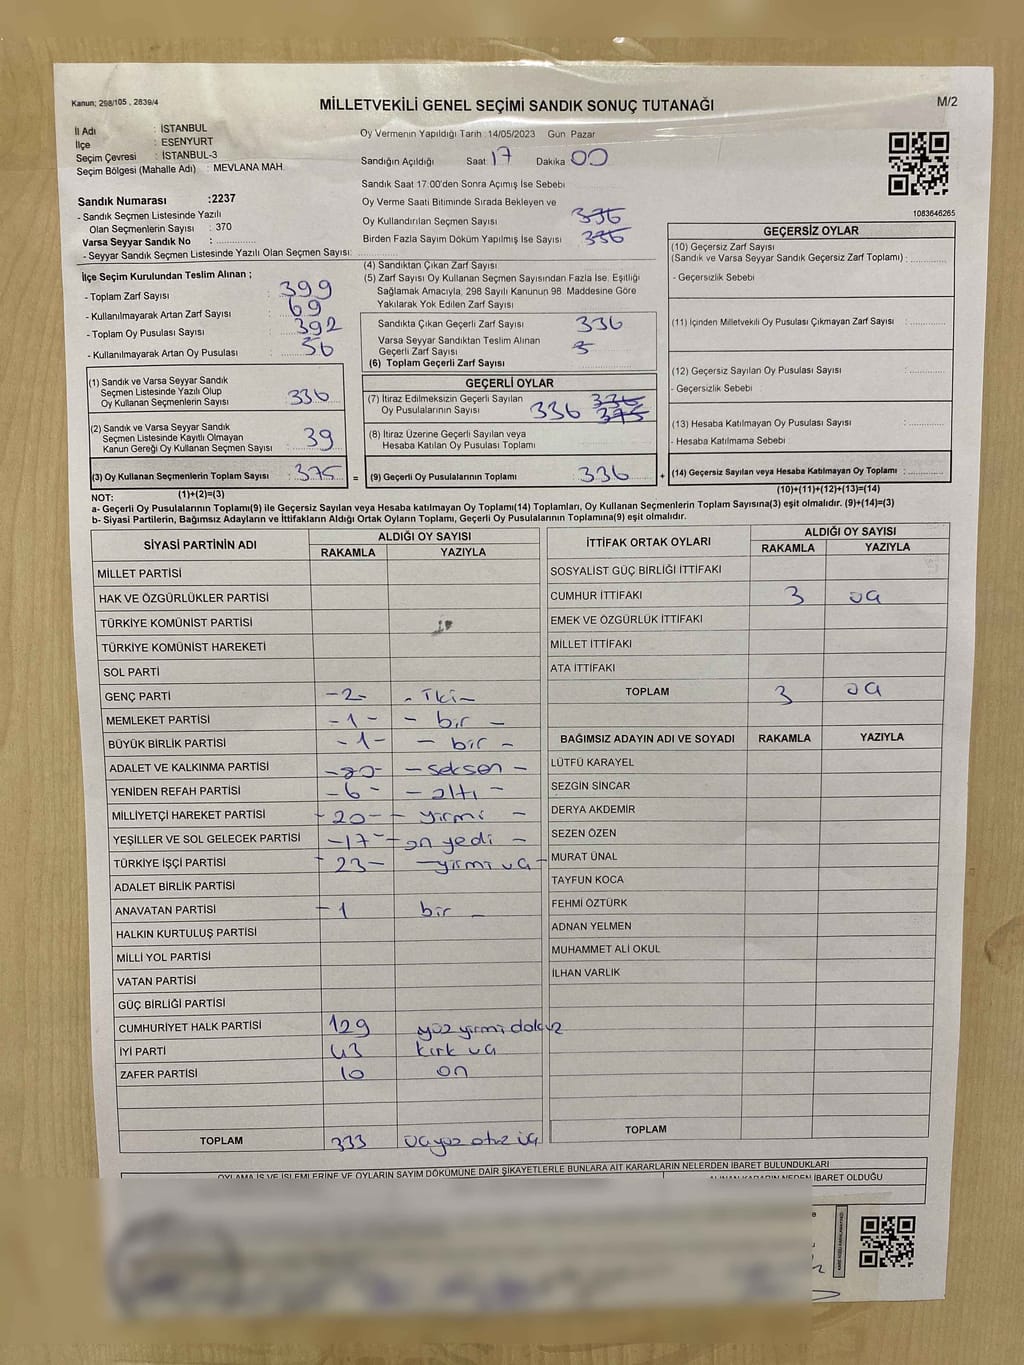 Kanun; 298/105 , 2839/4
MİLLETVEKİLİ GENEL SEÇİMİ SANDIK SONUÇ TUTANAĞI
M/2
İl Adı : İSTANBUL
İlçe : ESENYURT
Seçim Çevresi : İSTANBUL-3
Seçim Bölgesi (Mahalle Adı) : MEVLANA MAH.
Oy Vermenin Yapıldığı Tarih :14/05/2023 Gün Pazar
Sandığın Açıldığı Saat 17 Dakika 00
Sandık Saat 17:00'den Sonra Açımış İse Sebebi
Oy Verme Saati Bitiminde Sırada Bekleyen ve
Oy Kullandırılan Seçmen Sayısı 336
Birden Fazla Sayım Döküm Yapılmış İse Sayısı 336
1083646265
Sandık Numarası :2237
- Sandık Seçmen Listesinde Yazılı
Olan Seçmenlerin Sayısı : 370
Varsa Seyyar Sandık No :
- Seyyar Sandık Seçmen Listesinde Yazılı Olan Seçmen Sayısı:
İlçe Seçim Kurulundan Teslim Alınan ;
- Toplam Zarf Sayısı : 399
- Kullanılmayarak Artan Zarf Sayısı : 69
- Toplam Oy Pusulası Sayısı : 392
- Kullanılmayarak Artan Oy Pusulası : 56
(4) Sandıktan Çıkan Zarf Sayısı
(5) Zarf Sayısı Oy Kullanan Seçmen Sayısından Fazla İse, Eşitliği
Sağlamak Amacıyla, 298 Sayılı Kanunun 98. Maddesine Göre
Yakılarak Yok Edilen Zarf Sayısı
Sandıkta Çıkan Geçerli Zarf Sayısı 336
Varsa Seyyar Sandıktan Teslim Alınan
Geçerli Zarf Sayısı
(6) Toplam Geçerli Zarf Sayısı
GEÇERSİZ OYLAR
(10) Geçersiz Zarf Sayısı
(Sandık ve Varsa Seyyar Sandık Geçersiz Zarf Toplamı) :
- Geçersizlik Sebebi
(11) İçinden Milletvekili Oy Pusulası Çıkmayan Zarf Sayısı :
(12) Geçersiz Sayılan Oy Pusulası Sayısı :
- Geçersizlik Sebebi
(13) Hesaba Katılmayan Oy Pusulası Sayısı :
- Hesaba Katılmama Sebebi
(14) Geçersiz Sayılan veya Hesaba Katılmayan Oy Toplamı :
(10)+(11)+(12)+(13)=(14)
(1) Sandık ve Varsa Seyyar Sandık
Seçmen Listesinde Yazılı Olup
Oy Kullanan Seçmenlerin Sayısı : 336
(2) Sandık ve Varsa Seyyar Sandık
Seçmen Listesinde Kayıtlı Olmayan
Kanun Gereği Oy Kullanan Seçmen Sayısı : 39
(3) Oy Kullanan Seçmenlerin Toplam Sayısı : 375 =
(1)+(2)=(3)
GEÇERLİ OYLAR
(7) İtiraz Edilmeksizin Geçerli Sayılan
Oy Pusulalarının Sayısı 336 336 375
(8) İtiraz Üzerine Geçerli Sayılan veya
Hesaba Katılan Oy Pusulası Toplamı
(9) Geçerli Oy Pusulalarının Toplamı 336 +
NOT:
a- Geçerli Oy Pusulalarının Toplamı(9) ile Geçersiz Sayılan veya Hesaba katılmayan Oy Toplamı(14) Toplamları, Oy Kullanan Seçmenlerin Toplam Sayısına(3) eşit olmalıdır. (9)+(14)=(3)
b- Siyasi Partilerin, Bağımsız Adayların ve İttifakların Aldığı Ortak Oyların Toplamı, Geçerli Oy Pusulalarının Toplamına(9) eşit olmalıdır.
SİYASİ PARTİNİN ADI ALDIĞI OY SAYISI
RAKAMLA YAZIYLA
MİLLET PARTİSİ
HAK VE ÖZGÜRLÜKLER PARTİSİ
TÜRKİYE KOMÜNİST PARTİSİ
TÜRKİYE KOMÜNİST HAREKETİ
SOL PARTİ
GENÇ PARTİ -2- - iki -
MEMLEKET PARTİSİ -1- - bir -
BÜYÜK BİRLİK PARTİSİ -1- - bir -
ADALET VE KALKINMA PARTİSİ -80- - seksen -
YENİDEN REFAH PARTİSİ -6- - altı -
MİLLİYETÇİ HAREKET PARTİSİ -20- - yirmi -
YEŞİLLER VE SOL GELECEK PARTİSİ -17- - on yedi -
TÜRKİYE İŞÇİ PARTİSİ -23- - yirmi üç -
ADALET BİRLİK PARTİSİ
ANAVATAN PARTİSİ -1 bir -
HALKIN KURTULUŞ PARTİSİ
MİLLİ YOL PARTİSİ
VATAN PARTİSİ
GÜÇ BİRLİĞİ PARTİSİ
CUMHURİYET HALK PARTİSİ 129 yüz yirmi dokuz
İYİ PARTİ 43 kırk üç
ZAFER PARTİSİ 10 on
TOPLAM 333 üçyüz otuz üç
İTTİFAK ORTAK OYLARI ALDIĞI OY SAYISI
RAKAMLA YAZIYLA
SOSYALİST GÜÇ BİRLİĞİ İTTİFAKI
CUMHUR İTTİFAKI 3 üç
EMEK VE ÖZGÜRLÜK İTTİFAKI
MİLLET İTTİFAKI
ATA İTTİFAKI
TOPLAM 3 üç
BAĞIMSIZ ADAYIN ADI VE SOYADI RAKAMLA YAZIYLA
LÜTFÜ KARAYEL
SEZGİN SİNCAR
DERYA AKDEMİR
SEZEN ÖZEN
MURAT ÜNAL
TAYFUN KOCA
FEHMİ ÖZTÜRK
ADNAN YELMEN
MUHAMMET ALİ OKUL
İLHAN VARLIK
TOPLAM
OYLAMA İŞ VE İŞLEMLERİNE VE OYLARIN SAYIM DÖKÜMÜNE DAİR ŞİKAYETLERLE BUNLARA AİT KARARLARIN NELERDEN İBARET BULUNDUKLARI
ALINAN KARARIN NEDEN İBARET OLDUĞU